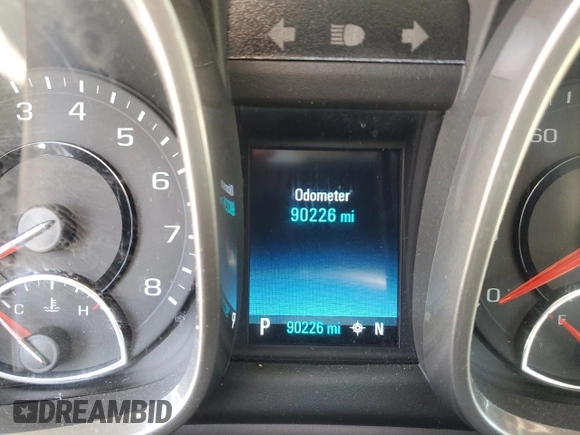 3 4 5 6 7 8
C H
Odometer
90226 mi
P 90226 mi N
60
0
E
DREAMBID